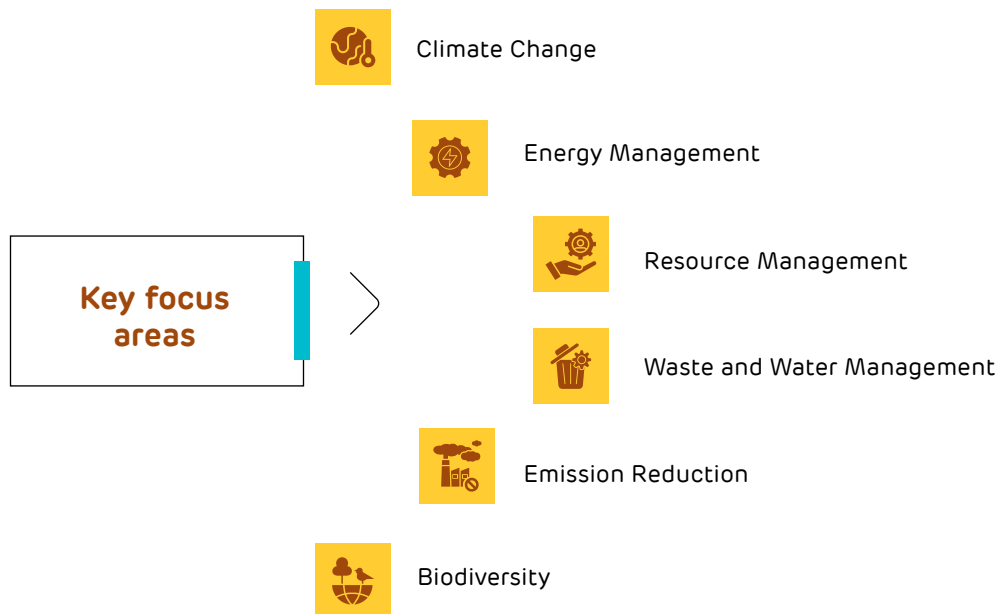 Climate Change
Energy Management
Resource Management
Key focus
areas
Waste and Water Management
Emission Reduction
Biodiversity